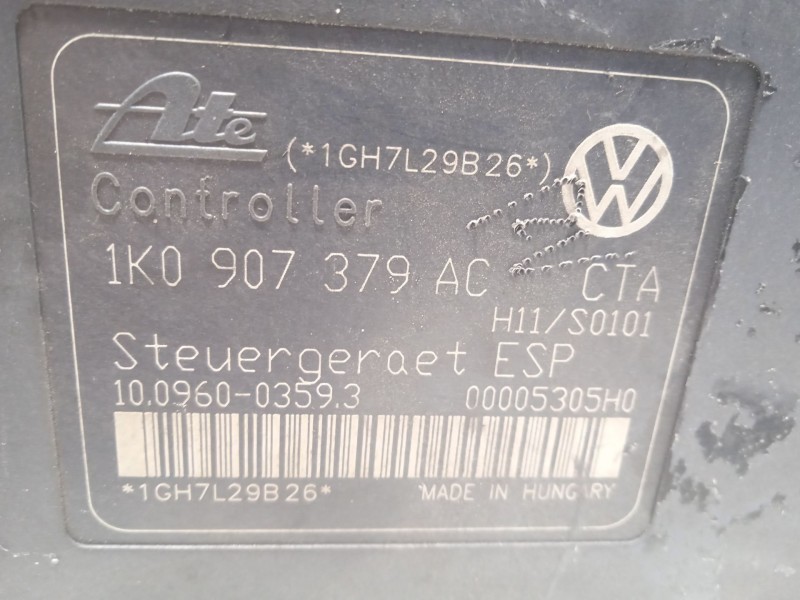 Ate
(*1GH7L29B26*)
VW
Controller
1K0 907 379 AC CTA
H11/S0101
Steuergeraet ESP
10.0960-0359.3 00005305H0
*1GH7L29B26* MADE IN HUNGARY